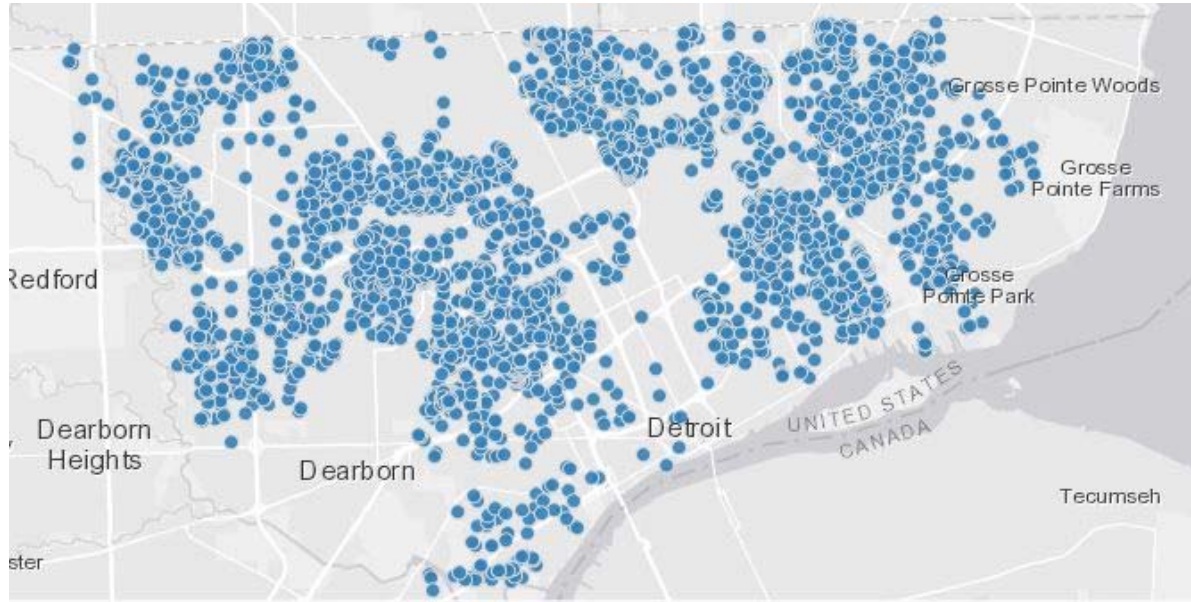 Grosse Pointe Woods
Grosse
Pointe Farms
Redford
Grosse
Pointe Park
UNITED STATES
CANADA
Detroit
Dearborn
Heights
Dearborn
Tecumseh
ster